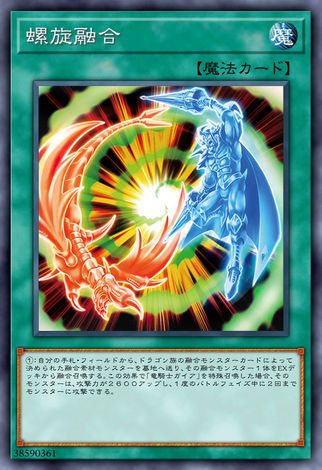 螺旋融合
魔
【魔法カード】
①：自分の手札・フィールドから、ドラゴン族の融合モンスターカードによって
決められた融合素材モンスターを墓地へ送り、その融合モンスター１体をEXデ
ッキから融合召喚する。この効果で「竜騎士ガイア」を特殊召喚した場合、その
モンスターは、攻撃力が２６００アップし、１度のバトルフェイズ中に２回まで
モンスターに攻撃できる。
38590361